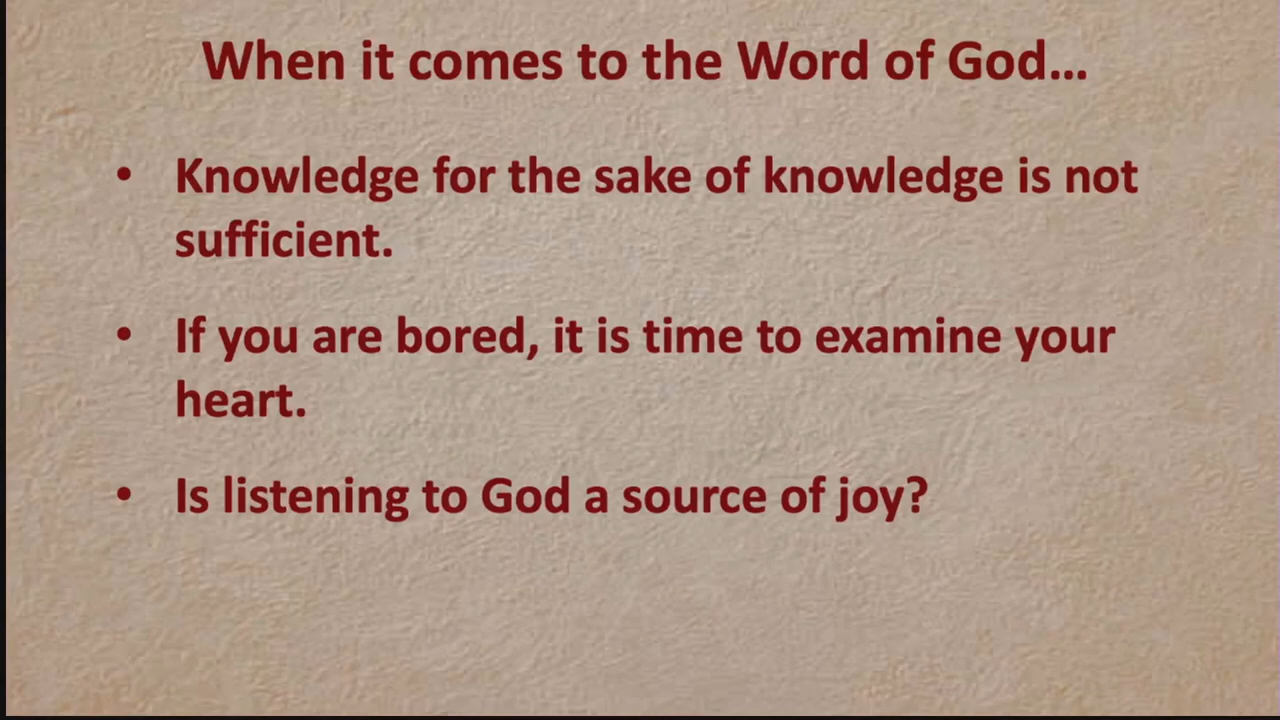 When it comes to the Word of God...
• Knowledge for the sake of knowledge is not
sufficient.
• If you are bored, it is time to examine your
heart.
• Is listening to God a source of joy?